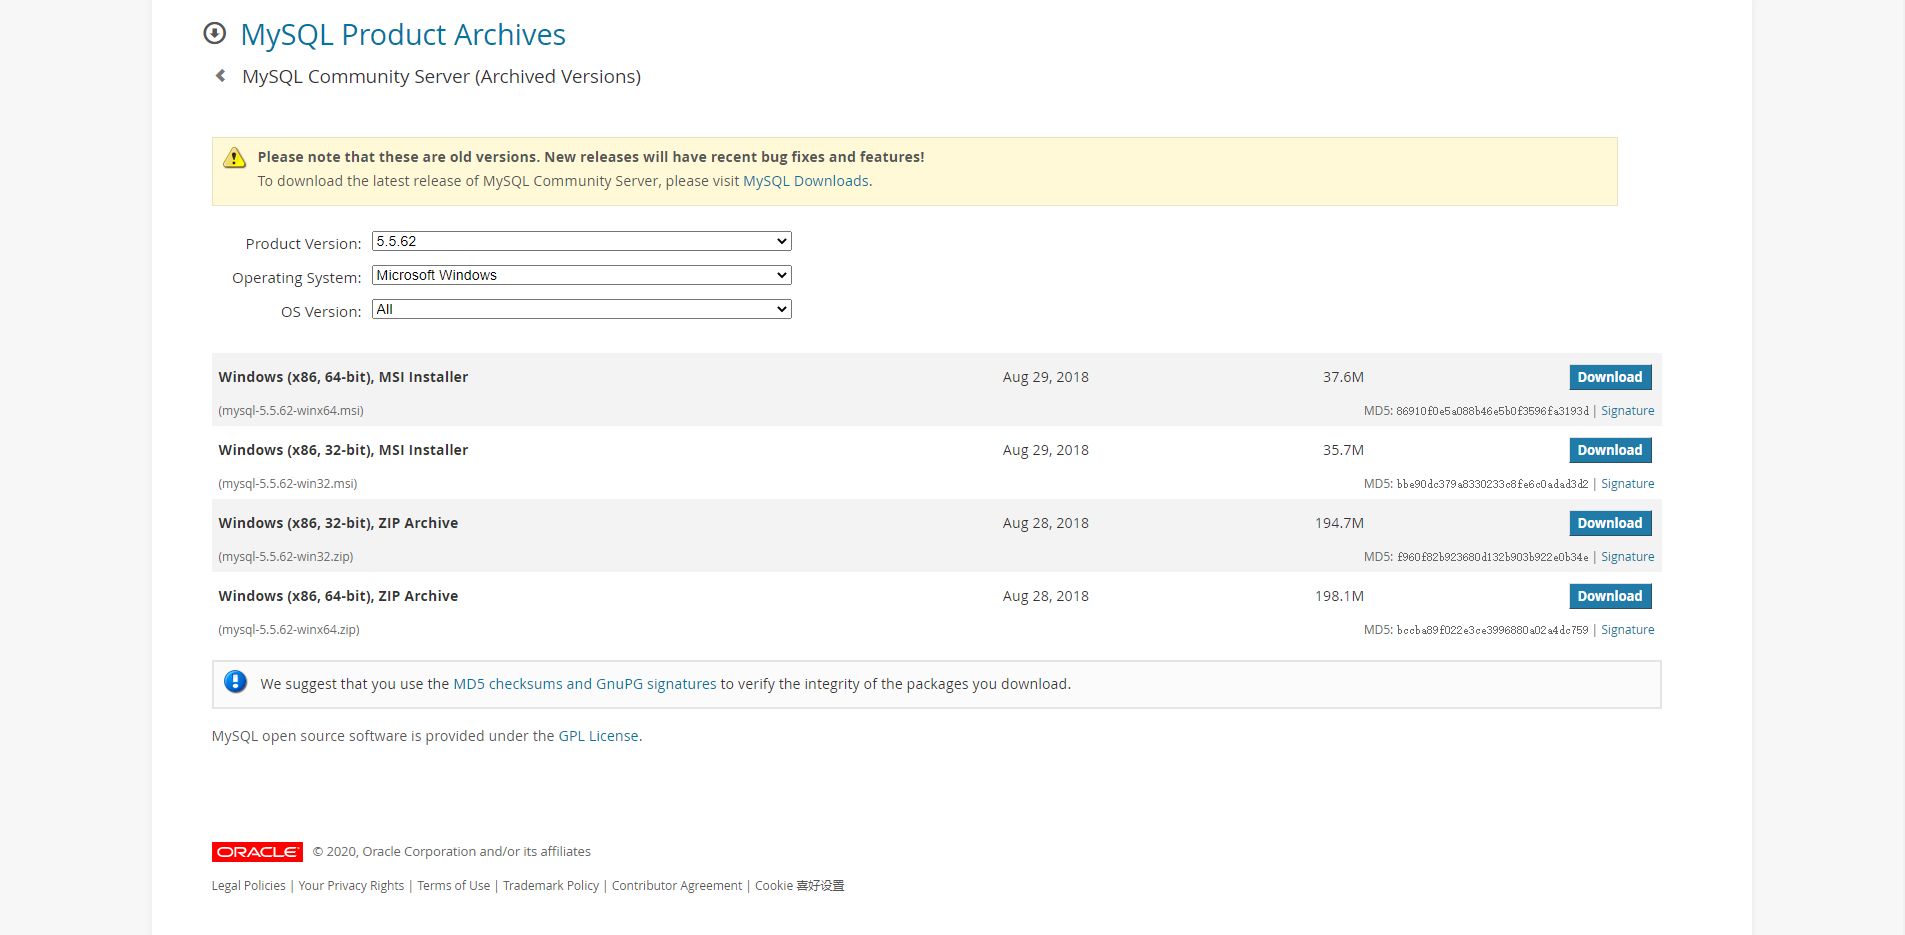 MySQL Product Archives
MySQL Community Server (Archived Versions)
Please note that these are old versions. New releases will have recent bug fixes and features!
To download the latest release of MySQL Community Server, please visit MySQL Downloads.
Product Version: 5.5.62
Operating System: Microsoft Windows
OS Version: All
Windows (x86, 64-bit), MSI Installer Aug 29, 2018 37.6M Download
(mysql-5.5.62-winx64.msi) MD5: 86910f0e5a088b46e5b0f3596fa3193d | Signature
Windows (x86, 32-bit), MSI Installer Aug 29, 2018 35.7M Download
(mysql-5.5.62-win32.msi) MD5: bbe90dc379a8330233c8fe6c0adad3d2 | Signature
Windows (x86, 32-bit), ZIP Archive Aug 28, 2018 194.7M Download
(mysql-5.5.62-win32.zip) MD5: f960f82b923680d132b903b922e0b34e | Signature
Windows (x86, 64-bit), ZIP Archive Aug 28, 2018 198.1M Download
(mysql-5.5.62-winx64.zip) MD5: bccba89f022e3ce3996880a02a4dc759 | Signature
We suggest that you use the MD5 checksums and GnuPG signatures to verify the integrity of the packages you download.
MySQL open source software is provided under the GPL License.
ORACLE © 2020, Oracle Corporation and/or its affiliates
Legal Policies | Your Privacy Rights | Terms of Use | Trademark Policy | Contributor Agreement | Cookie 喜好设置